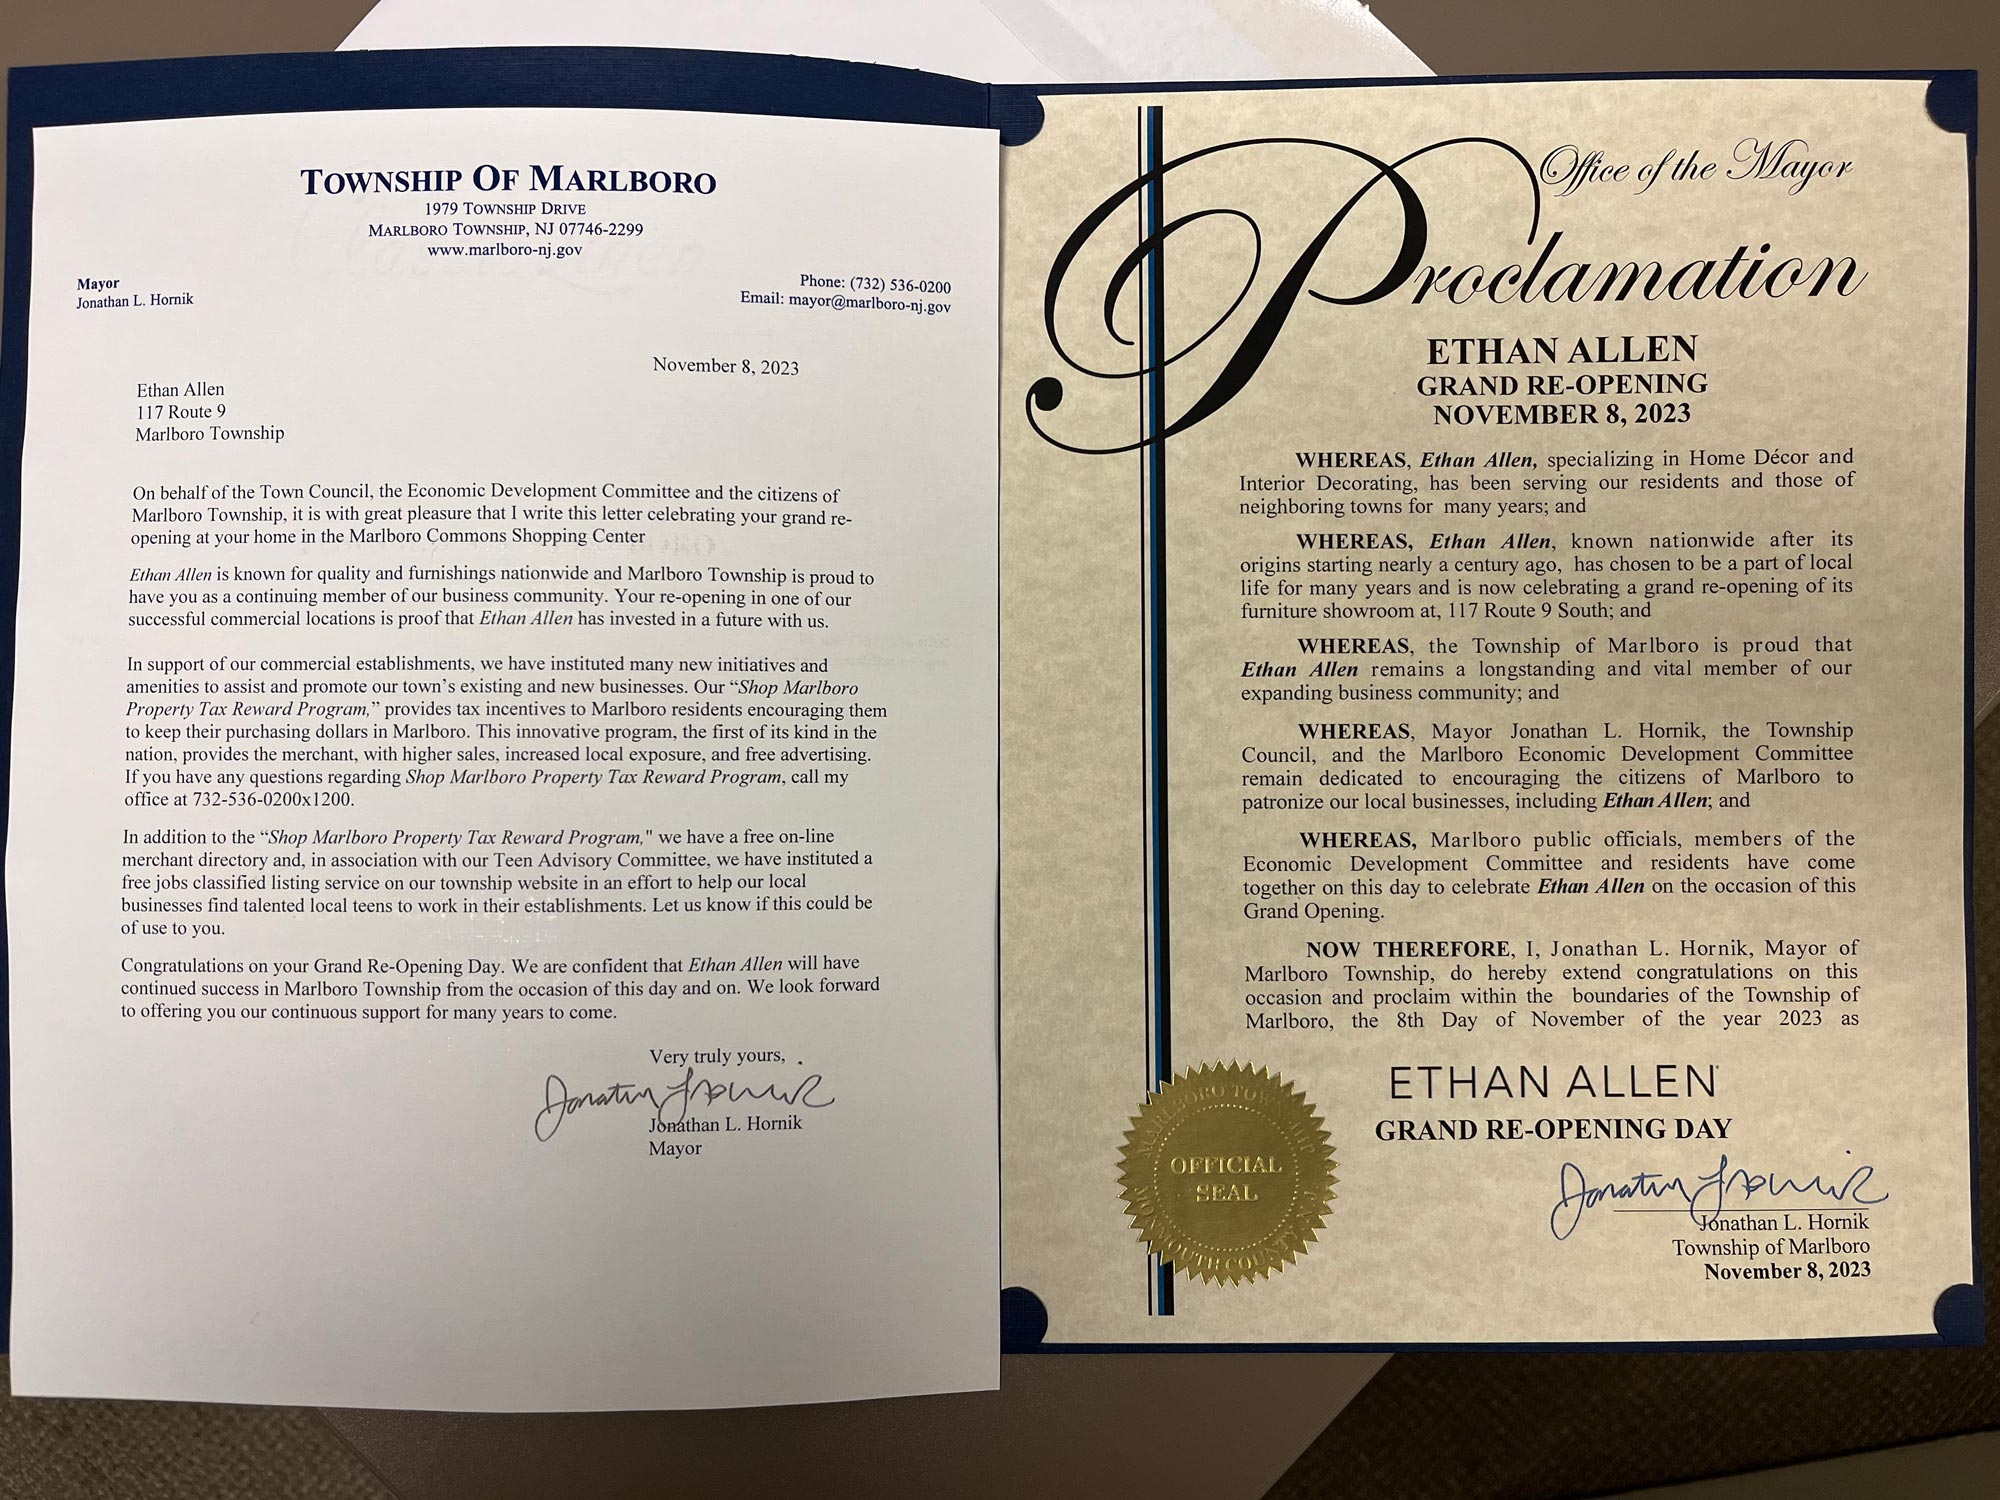 TOWNSHIP OF MARLBORO
1979 TOWNSHIP DRIVE
MARLBORO TOWNSHIP, NJ 07746-2299
www.marlboro-nj.gov
Mayor
Jonathan L. Hornik
Phone: (732) 536-0200
Email: mayor@marlboro-nj.gov
November 8, 2023
Ethan Allen
117 Route 9
Marlboro Township
On behalf of the Town Council, the Economic Development Committee and the citizens of
Marlboro Township, it is with great pleasure that I write this letter celebrating your grand re-
opening at your home in the Marlboro Commons Shopping Center
Ethan Allen is known for quality and furnishings nationwide and Marlboro Township is proud to
have you as a continuing member of our business community. Your re-opening in one of our
successful commercial locations is proof that Ethan Allen has invested in a future with us.
In support of our commercial establishments, we have instituted many new initiatives and
amenities to assist and promote our town's existing and new businesses. Our “Shop Marlboro
Property Tax Reward Program,” provides tax incentives to Marlboro residents encouraging them
to keep their purchasing dollars in Marlboro. This innovative program, the first of its kind in the
nation, provides the merchant, with higher sales, increased local exposure, and free advertising.
If you have any questions regarding Shop Marlboro Property Tax Reward Program, call my
office at 732-536-0200x1200.
In addition to the “Shop Marlboro Property Tax Reward Program," we have a free on-line
merchant directory and, in association with our Teen Advisory Committee, we have instituted a
free jobs classified listing service on our township website in an effort to help our local
businesses find talented local teens to work in their establishments. Let us know if this could be
of use to you.
Congratulations on your Grand Re-Opening Day. We are confident that Ethan Allen will have
continued success in Marlboro Township from the occasion of this day and on. We look forward
to offering you our continuous support for many years to come.
Very truly yours,
Jonathan L. Hornik
Jonathan L. Hornik
Mayor
Office of the Mayor
Proclamation
ETHAN ALLEN
GRAND RE-OPENING
NOVEMBER 8, 2023
WHEREAS, Ethan Allen, specializing in Home Décor and
Interior Decorating, has been serving our residents and those of
neighboring towns for many years; and
WHEREAS, Ethan Allen, known nationwide after its
origins starting nearly a century ago, has chosen to be a part of local
life for many years and is now celebrating a grand re-opening of its
furniture showroom at, 117 Route 9 South; and
WHEREAS, the Township of Marlboro is proud that
Ethan Allen remains a longstanding and vital member of our
expanding business community; and
WHEREAS, Mayor Jonathan L. Hornik, the Township
Council, and the Marlboro Economic Development Committee
remain dedicated to encouraging the citizens of Marlboro to
patronize our local businesses, including Ethan Allen; and
WHEREAS, Marlboro public officials, members of the
Economic Development Committee and residents have come
together on this day to celebrate Ethan Allen on the occasion of this
Grand Opening.
NOW THEREFORE, I, Jonathan L. Hornik, Mayor of
Marlboro Township, do hereby extend congratulations on this
occasion and proclaim within the boundaries of the Township of
Marlboro, the 8th Day of November of the year 2023 as
ETHAN ALLEN
GRAND RE-OPENING DAY
MARLBORO TOWNSHIP
OFFICIAL
SEAL
MONMOUTH COUNTY
Jonathan L. Hornik
Jonathan L. Hornik
Township of Marlboro
November 8, 2023